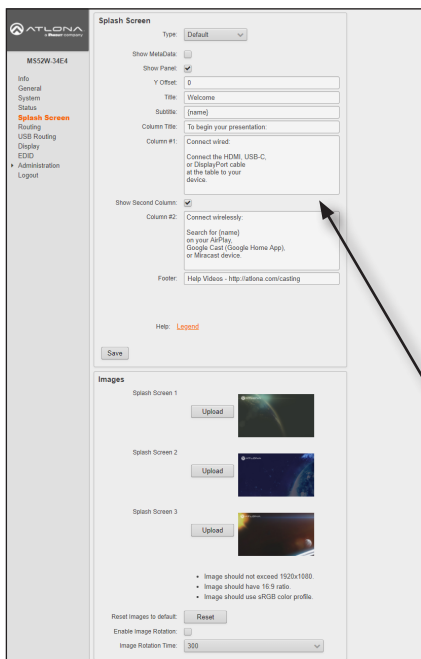 ATLONA
a Panduit company
MS52W-34E4
Info
General
System
Status
Splash Screen
Routing
USB Routing
Display
EDID
Administration
Logout
Splash Screen
Type: Default
Show MetaData:
Show Panel:
Y Offset: 0
Title: Welcome
Subtitle: {name}
Column Title: To begin your presentation:
Column #1: Connect wired:
Connect the HDMI, USB-C,
or DisplayPort cable
at the table to your
device.
Show Second Column:
Column #2: Connect wirelessly:
Search for {name}
on your AirPlay,
Google Cast (Google Home App),
or Miracast device.
Footer: Help Videos - http://atlona.com/casting
Help: Legend
Save
Images
Splash Screen 1
Upload
Splash Screen 2
Upload
Splash Screen 3
Upload
• Image should not exceed 1920x1080.
• Image should have 16:9 ratio.
• Image should use sRGB color profile.
Reset Images to default: Reset
Enable Image Rotation:
Image Rotation Time: 300